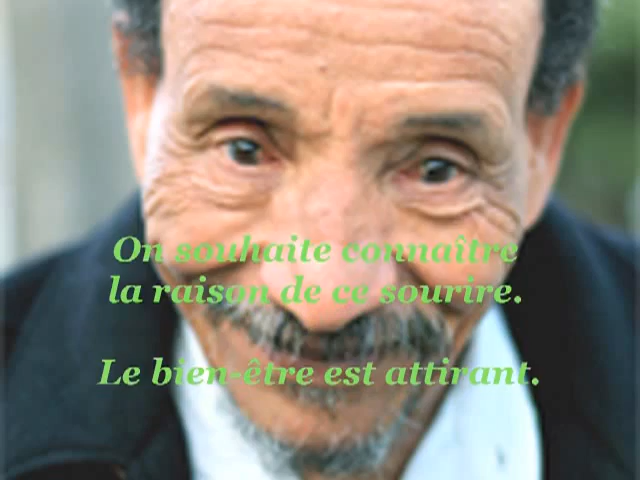 On souhaite connaître
la raison de ce sourire.
Le bien-être est attirant.